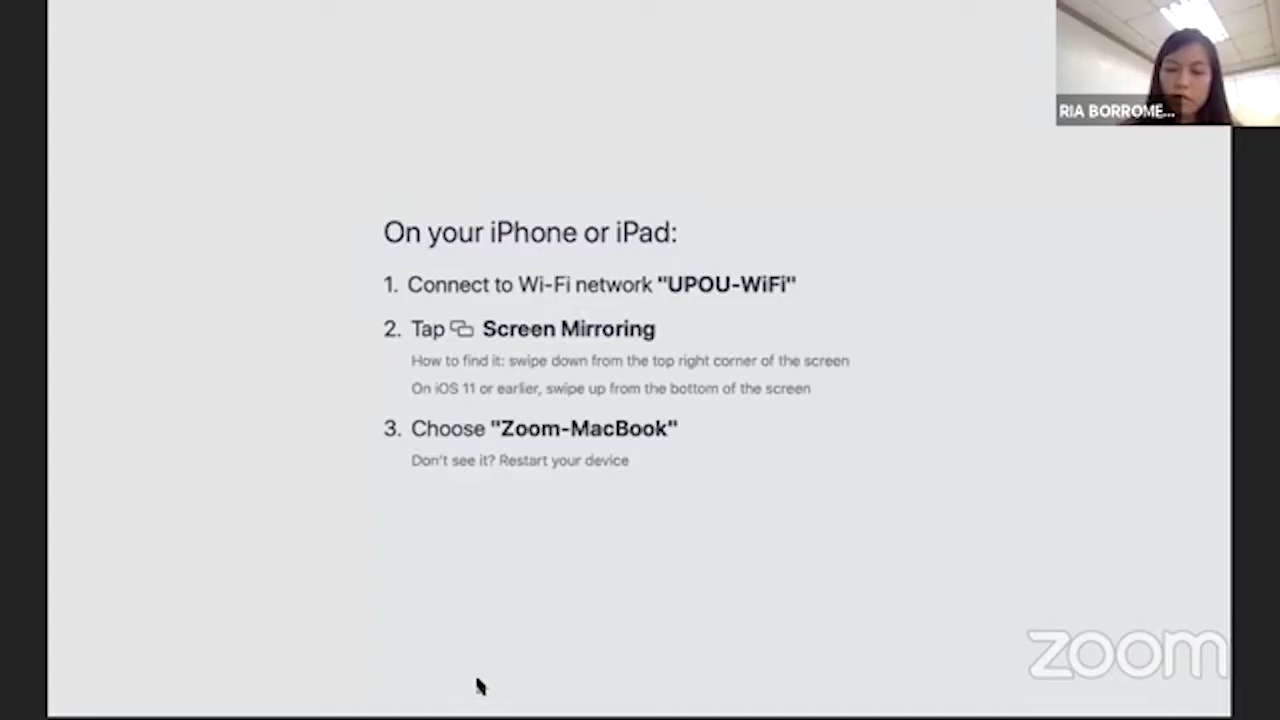 RIA BORROME...
On your iPhone or iPad:
1. Connect to Wi-Fi network "UPOU-WiFi"
2. Tap Screen Mirroring
How to find it: swipe down from the top right corner of the screen
On iOS 11 or earlier, swipe up from the bottom of the screen
3. Choose "Zoom-MacBook"
Don't see it? Restart your device
zoom